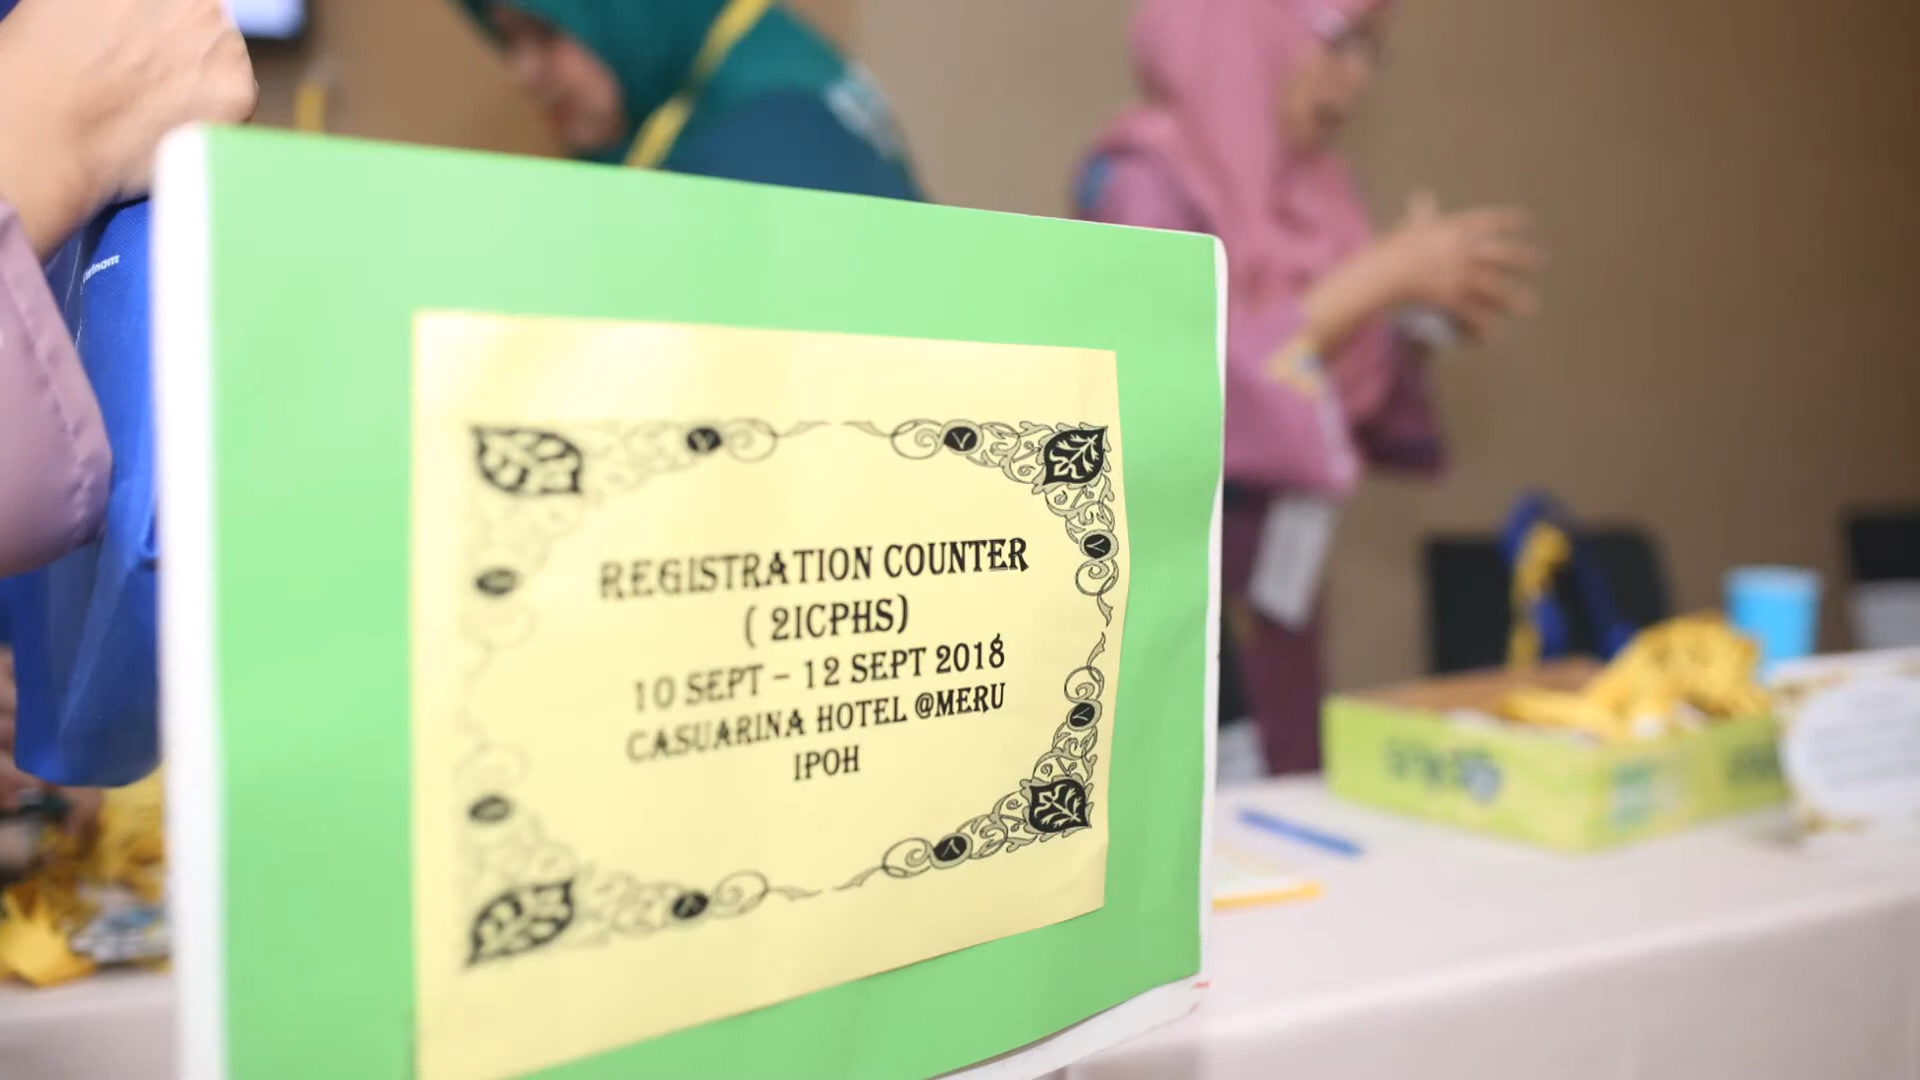 REGISTRATION COUNTER
( 2ICPHS)
10 SEPT – 12 SEPT 2018
CASUARINA HOTEL @MERU
IPOH